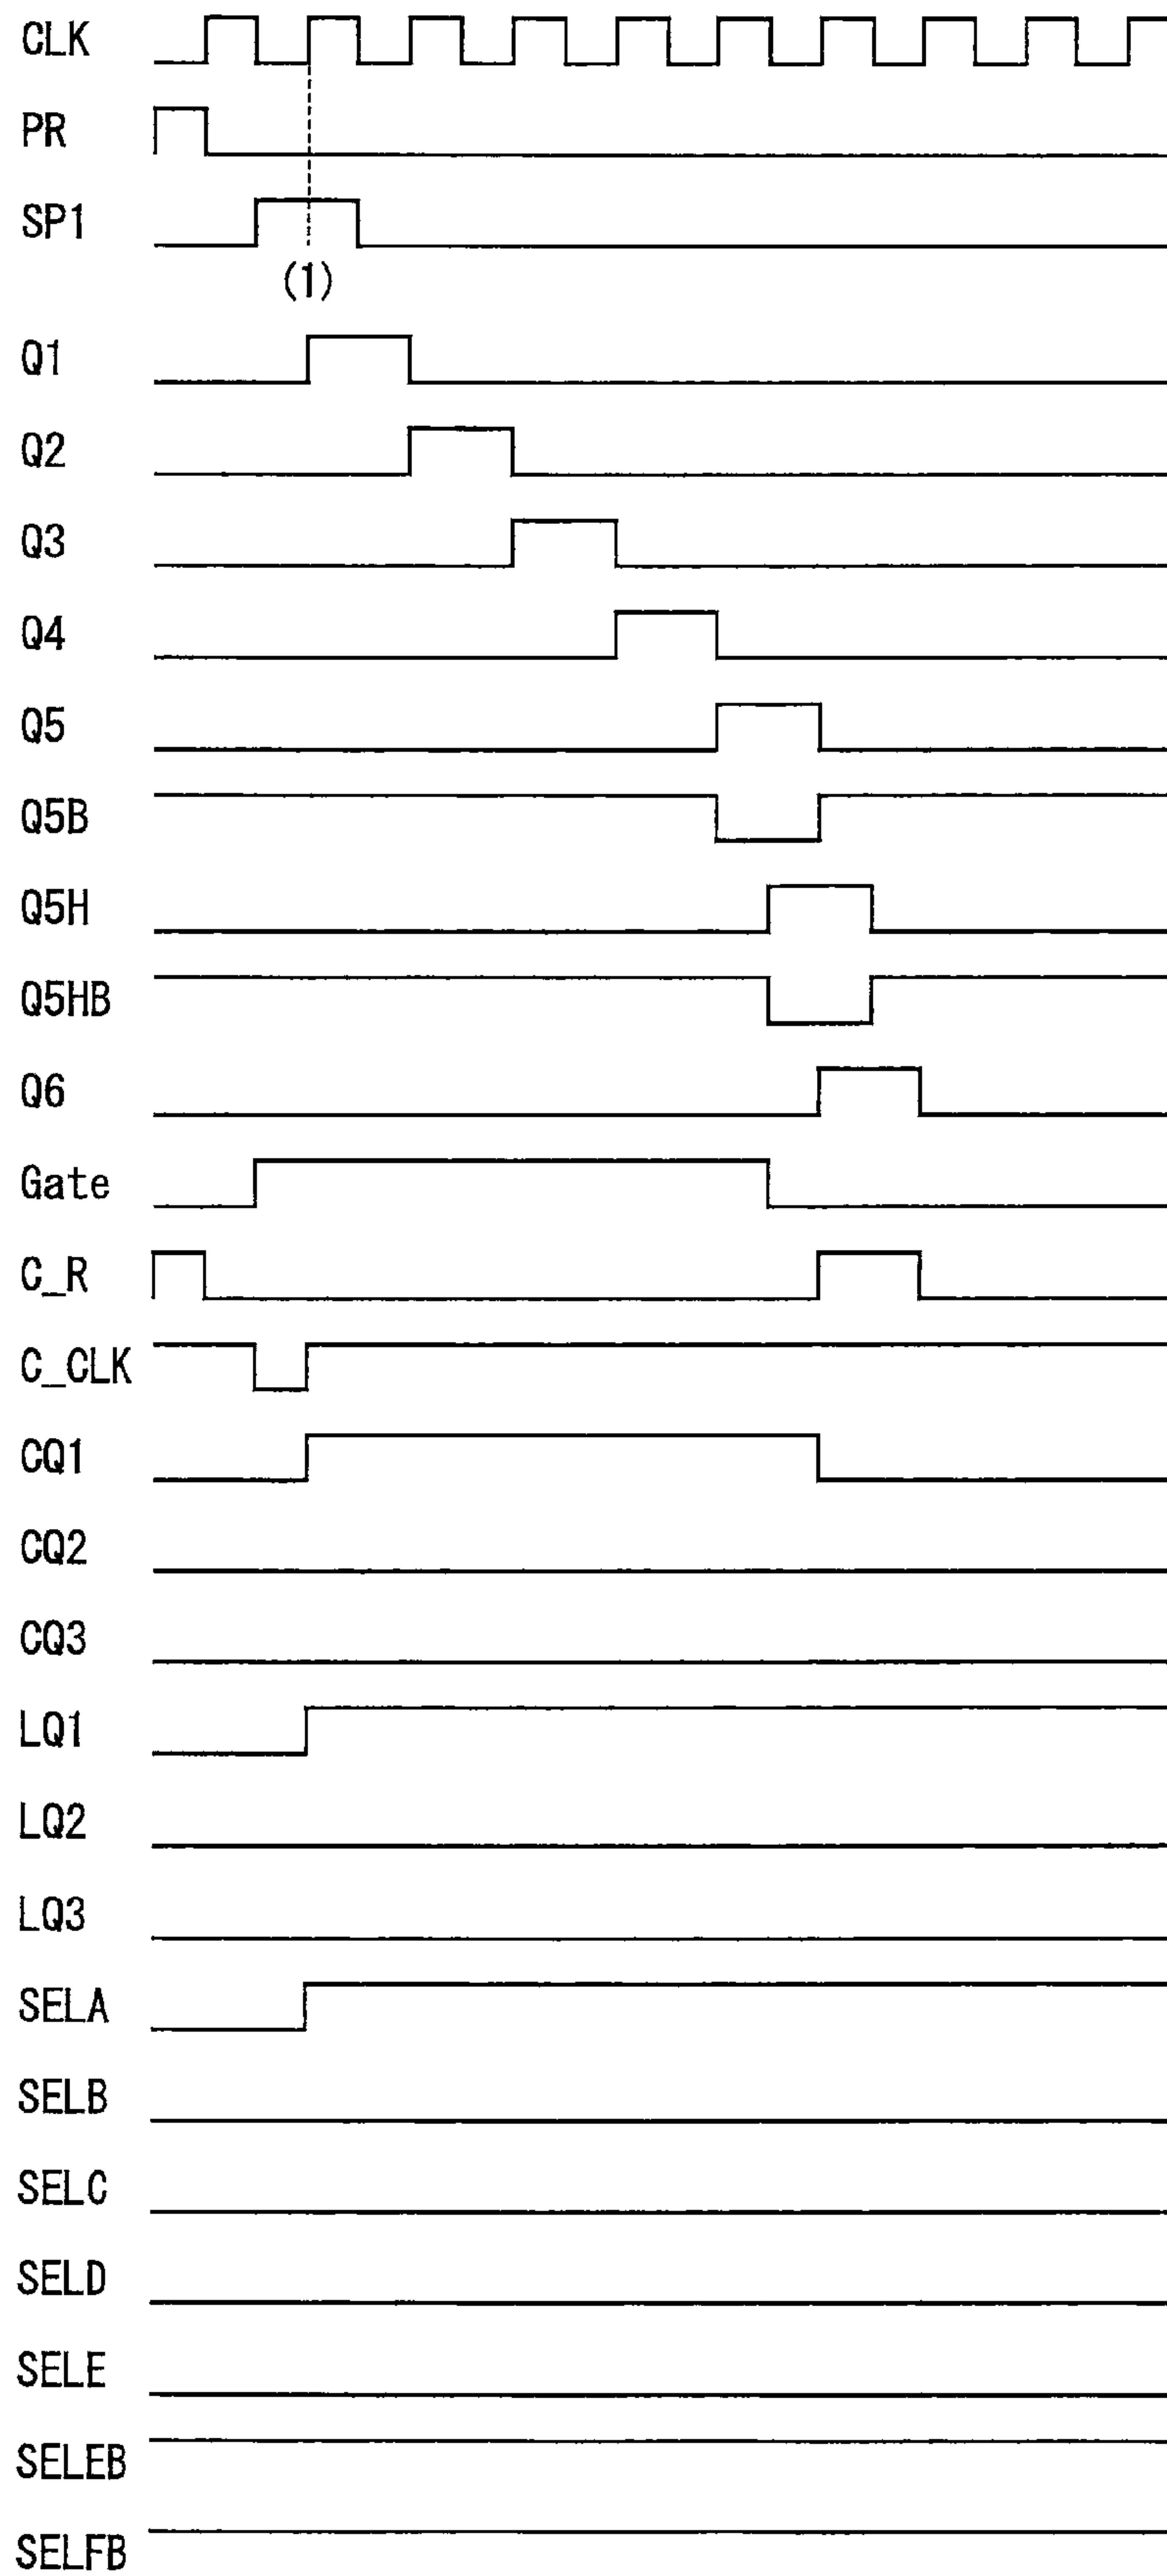 CLK
PR
SP1
(1)
Q1
Q2
Q3
Q4
Q5
Q5B
Q5H
Q5HB
Q6
Gate
C_R
C_CLK
CQ1
CQ2
CQ3
LQ1
LQ2
LQ3
SELA
SELB
SELC
SELD
SELE
SELEB
SELFB